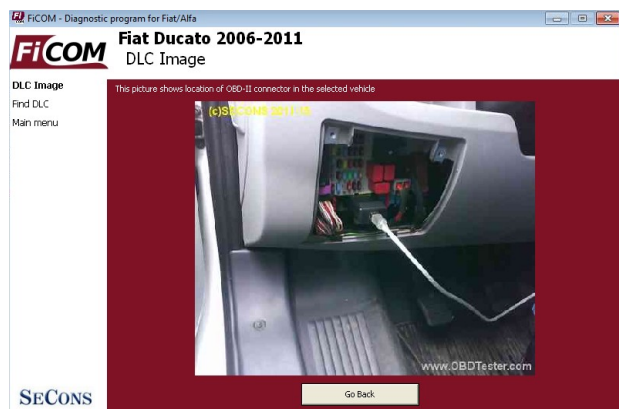 FiCOM - Diagnostic program for Fiat/Alfa
FiCOM
Fiat Ducato 2006-2011
DLC Image
DLC Image
Find DLC
Main menu
This picture shows location of OBD-II connector in the selected vehicle
(c)SECONS
www.OBDTester.com
Go Back
SECONS